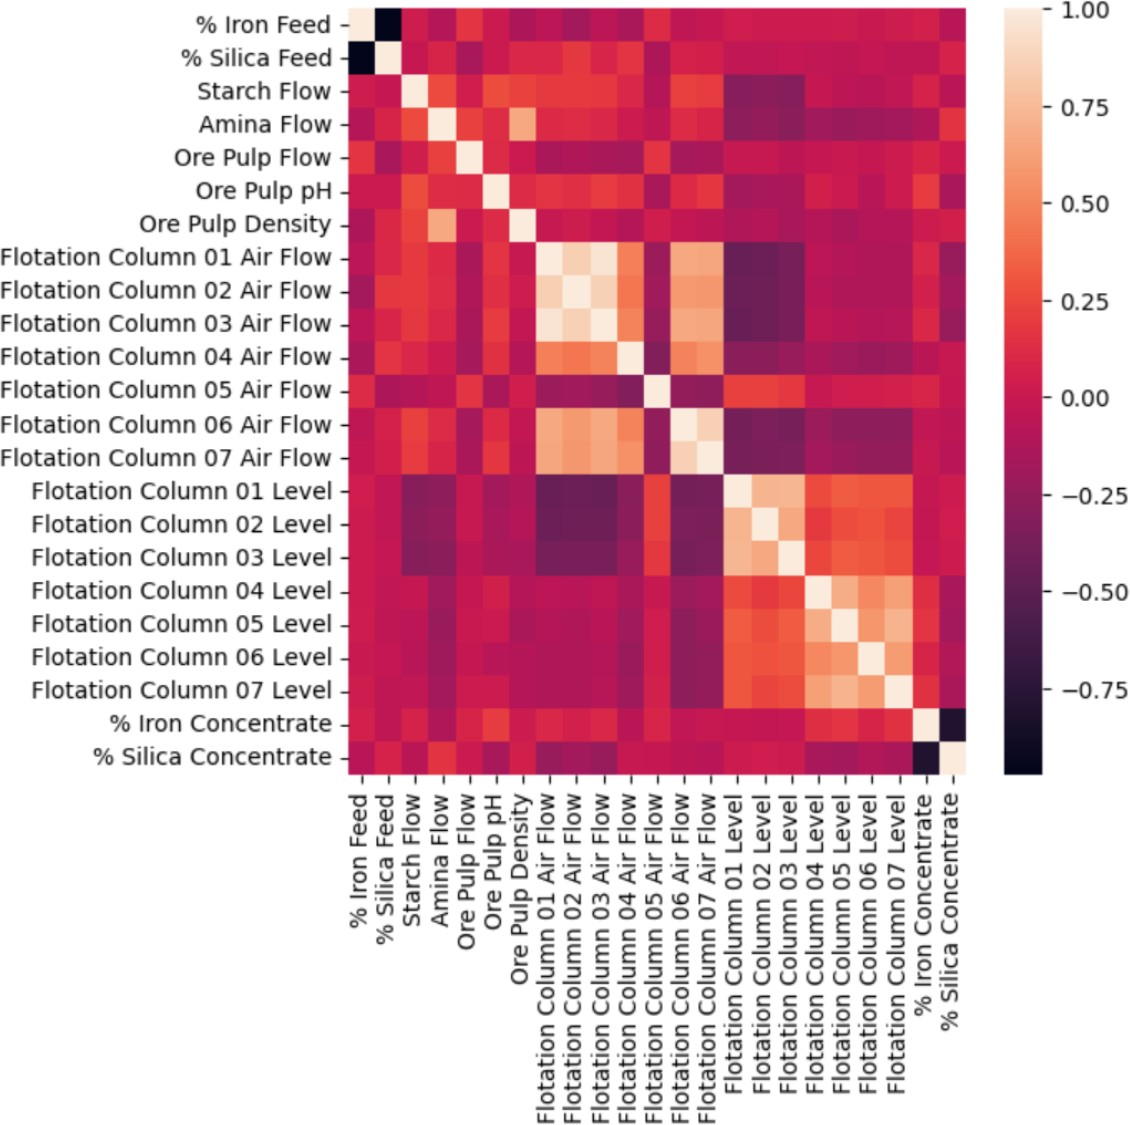 % Iron Feed
% Silica Feed
Starch Flow
Amina Flow
Ore Pulp Flow
Ore Pulp pH
Ore Pulp Density
Flotation Column 01 Air Flow
Flotation Column 02 Air Flow
Flotation Column 03 Air Flow
Flotation Column 04 Air Flow
Flotation Column 05 Air Flow
Flotation Column 06 Air Flow
Flotation Column 07 Air Flow
Flotation Column 01 Level
Flotation Column 02 Level
Flotation Column 03 Level
Flotation Column 04 Level
Flotation Column 05 Level
Flotation Column 06 Level
Flotation Column 07 Level
% Iron Concentrate
% Silica Concentrate
% Iron Feed
% Silica Feed
Starch Flow
Amina Flow
Ore Pulp Flow
Ore Pulp pH
Ore Pulp Density
Flotation Column 01 Air Flow
Flotation Column 02 Air Flow
Flotation Column 03 Air Flow
Flotation Column 04 Air Flow
Flotation Column 05 Air Flow
Flotation Column 06 Air Flow
Flotation Column 07 Air Flow
Flotation Column 01 Level
Flotation Column 02 Level
Flotation Column 03 Level
Flotation Column 04 Level
Flotation Column 05 Level
Flotation Column 06 Level
Flotation Column 07 Level
% Iron Concentrate
% Silica Concentrate
1.00
0.75
0.50
0.25
0.00
−0.25
−0.50
−0.75